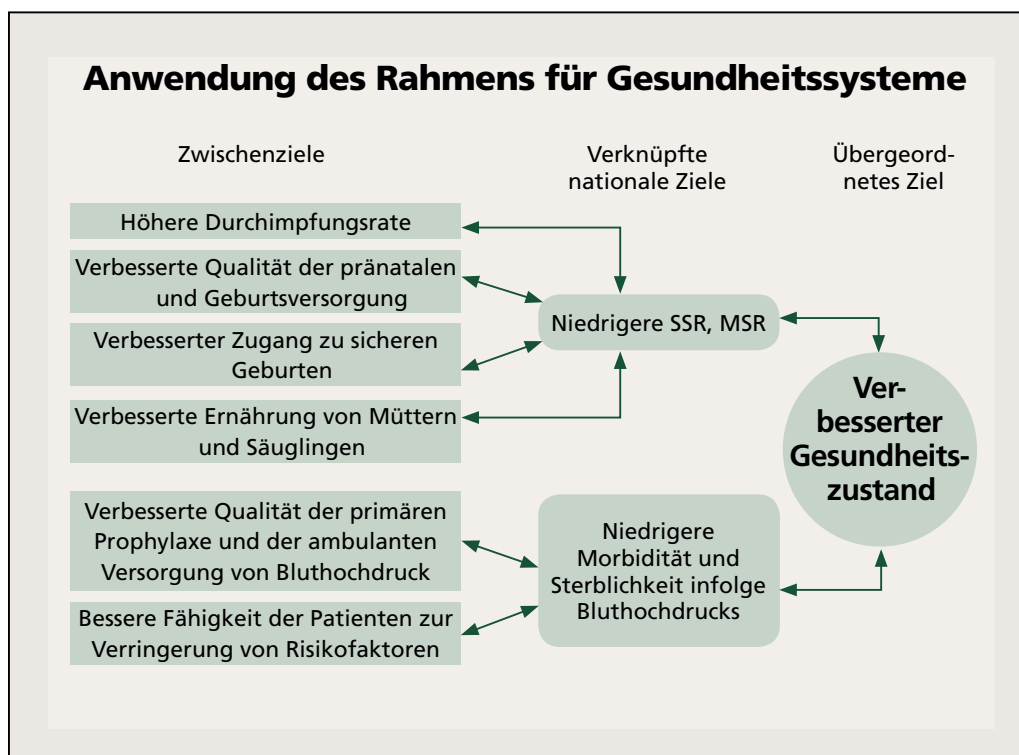 Anwendung des Rahmens für Gesundheitssysteme
Zwischenziele
Verknüpfte
nationale Ziele
Übergeord-
netes Ziel
Höhere Durchimpfungsrate
Verbesserte Qualität der pränatalen
und Geburtsversorgung
Verbesserter Zugang zu sicheren
Geburten
Verbesserte Ernährung von Müttern
und Säuglingen
Niedrigere SSR, MSR
Verbesserte Qualität der primären
Prophylaxe und der ambulanten
Versorgung von Bluthochdruck
Bessere Fähigkeit der Patienten zur
Verringerung von Risikofaktoren
Niedrigere
Morbidität und
Sterblichkeit infolge
Bluthochdrucks
Ver-
besserter
Gesundheits-
zustand